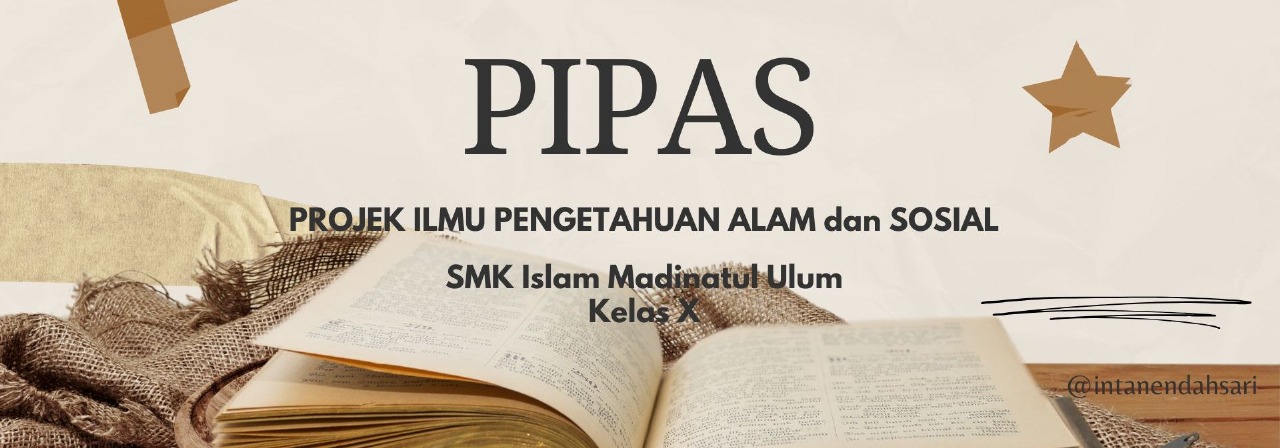 PIPAS
PROJEK ILMU PENGETAHUAN ALAM dan SOSIAL
SMK Islam Madinatul Ulum
Kelas X
@intanendahsari